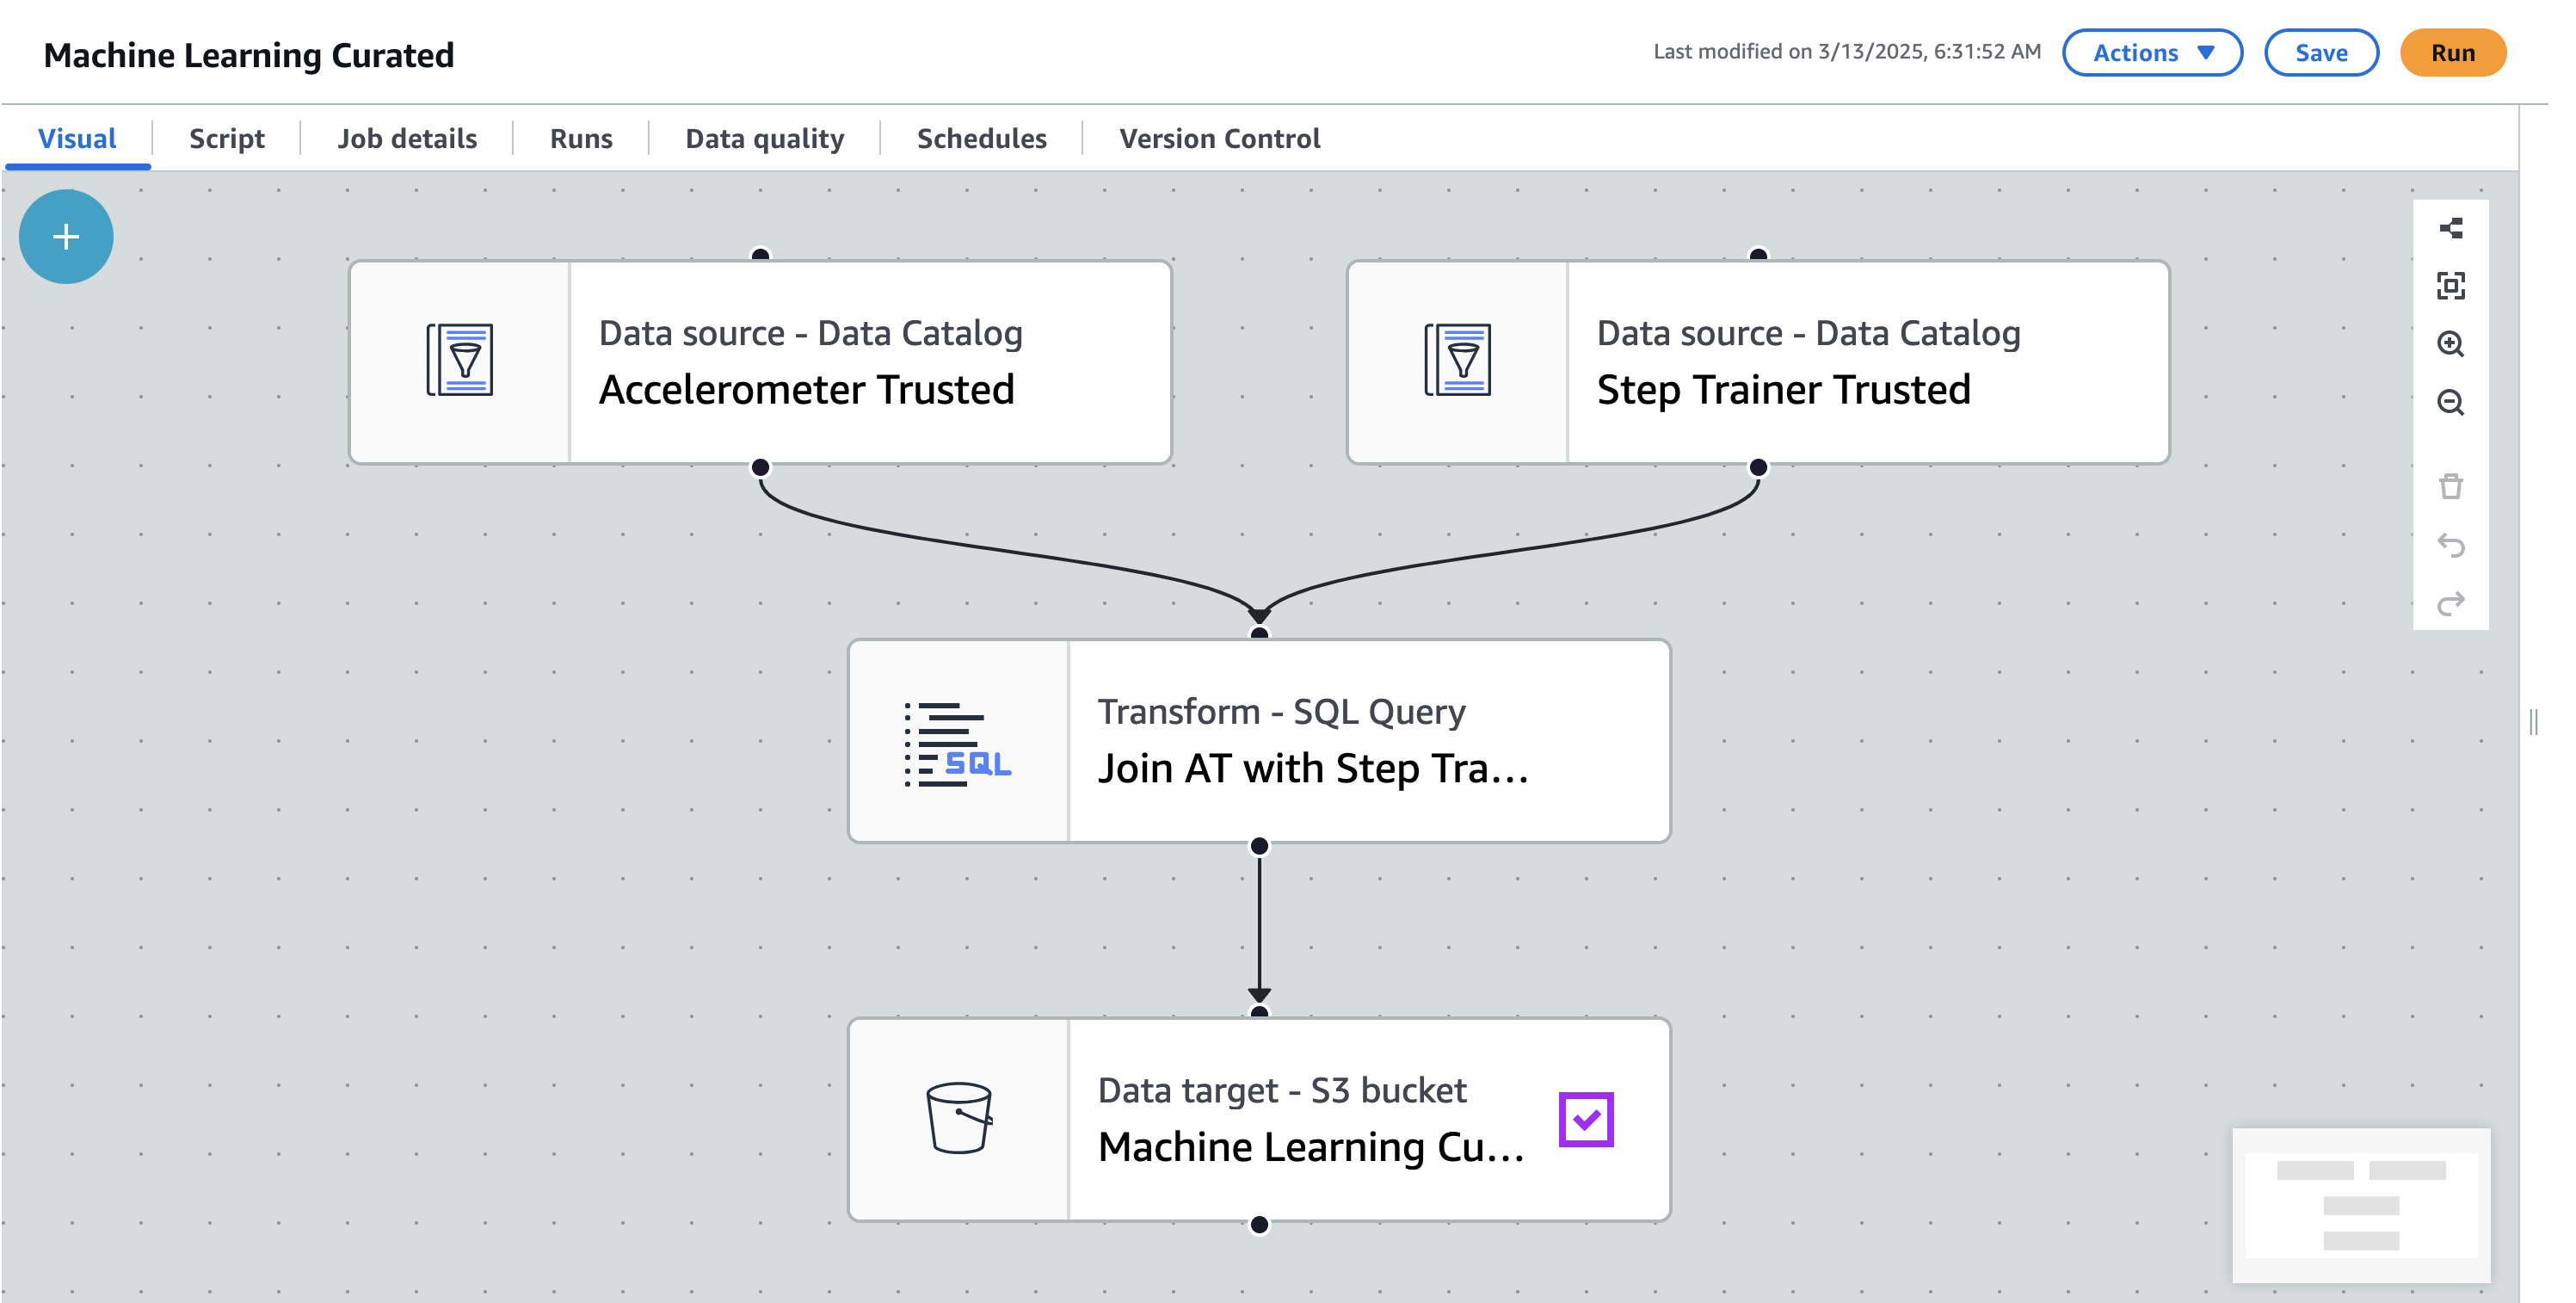 Machine Learning Curated
Last modified on 3/13/2025, 6:31:52 AM
Actions
Save
Run
Visual
Script
Job details
Runs
Data quality
Schedules
Version Control
Data source - Data Catalog
Accelerometer Trusted
Data source - Data Catalog
Step Trainer Trusted
Transform - SQL Query
Join AT with Step Tra...
SQL
Data target - S3 bucket
Machine Learning Cu...